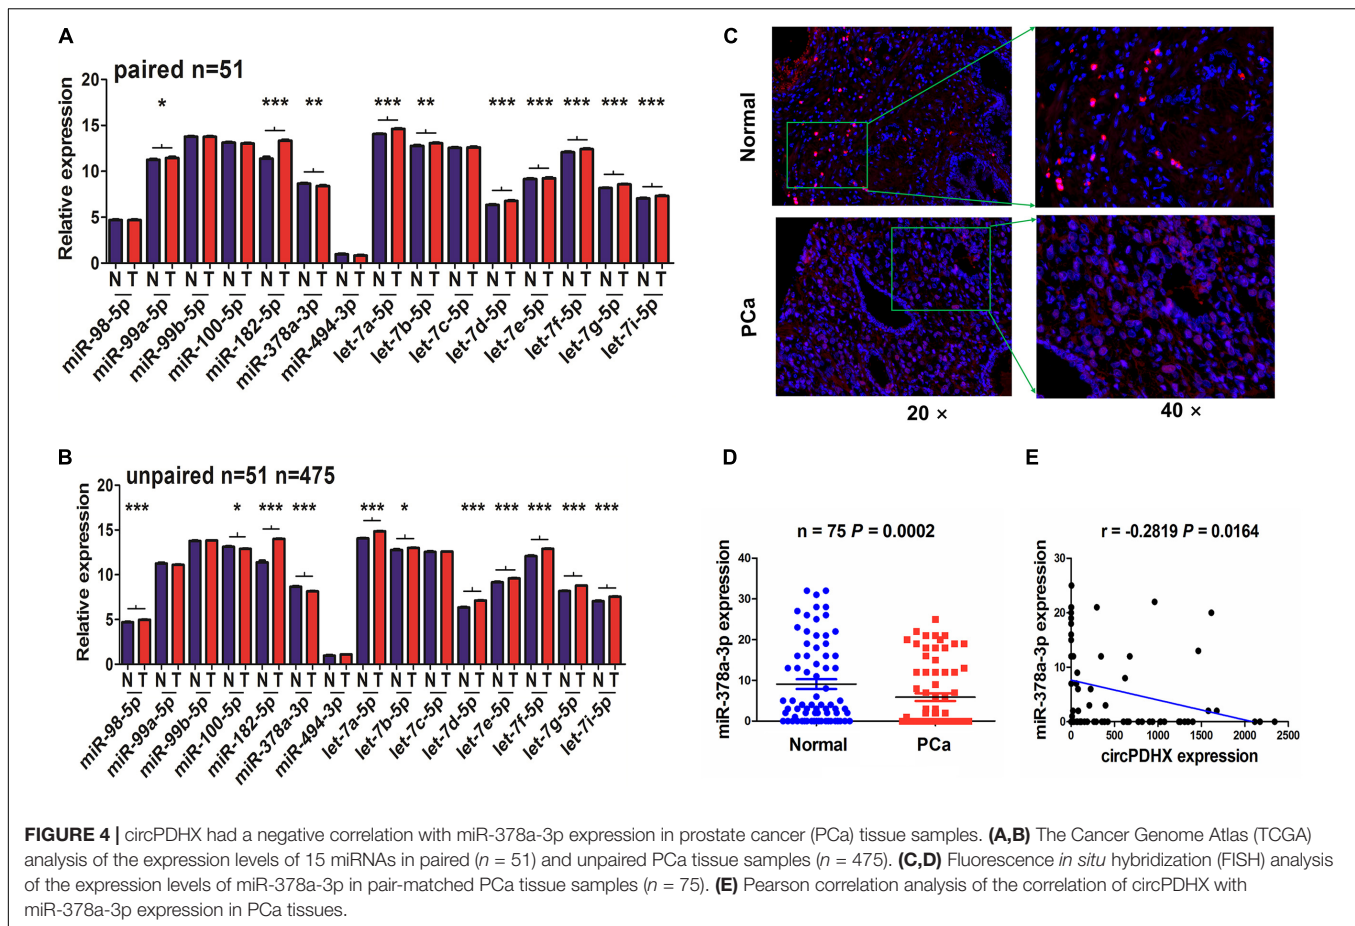 A
paired n=51
Relative expression
20
15
10
5
0
* *** ** *** ** *** *** *** *** ***
N T N T N T N T N T N T N T N T N T N T N T N T N T N T N T
miR-98-5p
miR-99a-5p
miR-99b-5p
miR-100-5p
miR-182-5p
miR-378a-3p
miR-494-3p
let-7a-5p
let-7b-5p
let-7c-5p
let-7d-5p
let-7e-5p
let-7f-5p
let-7g-5p
let-7i-5p
B
unpaired n=51 n=475
Relative expression
20
15
10
5
0
*** * *** *** *** * *** *** *** *** ***
N T N T N T N T N T N T N T N T N T N T N T N T N T N T N T
miR-98-5p
miR-99a-5p
miR-99b-5p
miR-100-5p
miR-182-5p
miR-378a-3p
miR-494-3p
let-7a-5p
let-7b-5p
let-7c-5p
let-7d-5p
let-7e-5p
let-7f-5p
let-7g-5p
let-7i-5p
C
Normal
PCa
20 ×
40 ×
D
n = 75 P = 0.0002
miR-378a-3p expression
40
30
20
10
0
Normal
PCa
E
r = -0.2819 P = 0.0164
miR-378a-3p expression
30
20
10
0
0 500 1000 1500 2000 2500
circPDHX expression
FIGURE 4 | circPDHX had a negative correlation with miR-378a-3p expression in prostate cancer (PCa) tissue samples. (A,B) The Cancer Genome Atlas (TCGA)
analysis of the expression levels of 15 miRNAs in paired (n = 51) and unpaired PCa tissue samples (n = 475). (C,D) Fluorescence in situ hybridization (FISH) analysis
of the expression levels of miR-378a-3p in pair-matched PCa tissue samples (n = 75). (E) Pearson correlation analysis of the correlation of circPDHX with
miR-378a-3p expression in PCa tissues.